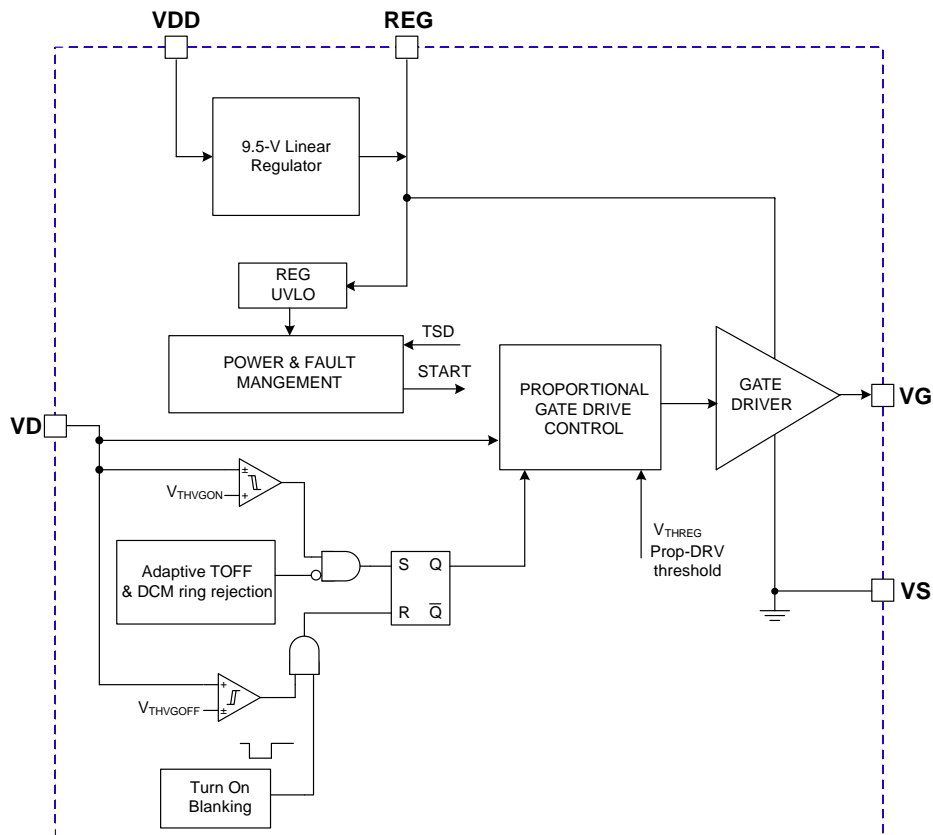 VDD
REG
9.5-V Linear
Regulator
REG
UVLO
TSD
POWER & FAULT
MANGEMENT
START
PROPORTIONAL
GATE DRIVE
CONTROL
GATE
DRIVER
VG
VD
±
+
VTHVGON
VTHREG
Prop-DRV
threshold
Adaptive TOFF
& DCM ring rejection
S Q
R Q̅
VS
+
±
VTHVGOFF
Turn On
Blanking